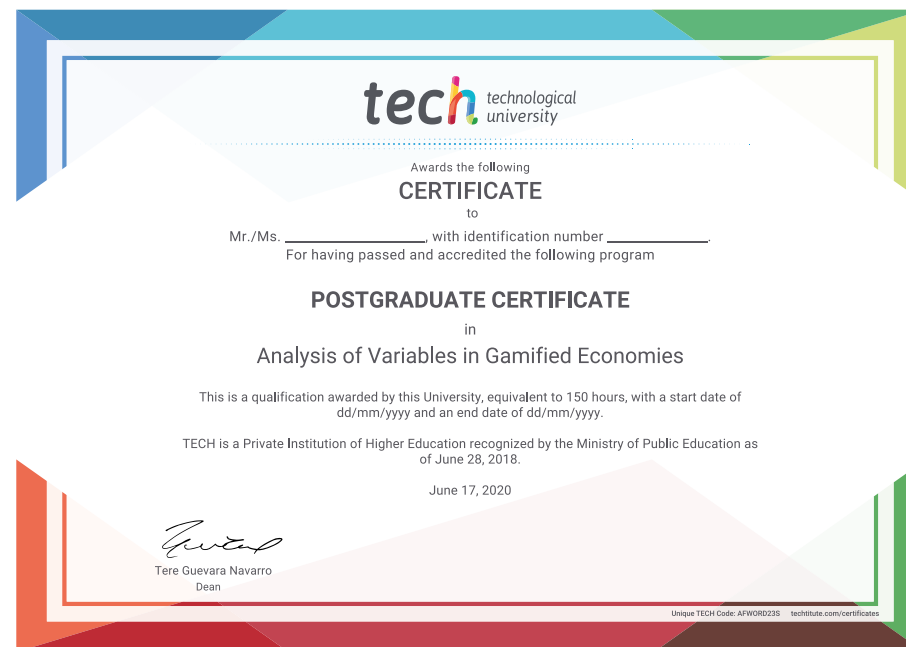 tech technological
university
Awards the following
CERTIFICATE
to
Mr./Ms. ____________________, with identification number ____________________.
For having passed and accredited the following program
POSTGRADUATE CERTIFICATE
in
Analysis of Variables in Gamified Economies
This is a qualification awarded by this University, equivalent to 150 hours, with a start date of
dd/mm/yyyy and an end date of dd/mm/yyyy.
TECH is a Private Institution of Higher Education recognized by the Ministry of Public Education as
of June 28, 2018.
June 17, 2020
Tere Guevara Navarro
Dean
Unique TECH Code: AFWORD23S techtitute.com/certificates